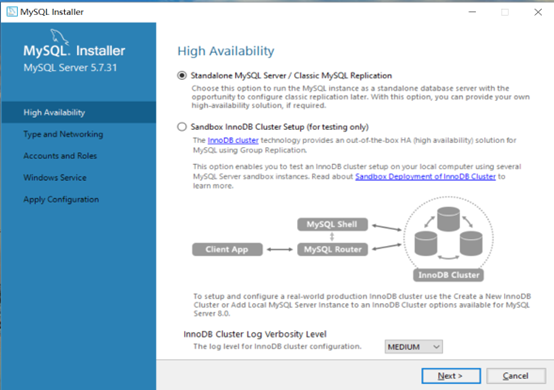 MySQL Installer
MySQL. Installer
MySQL Server 5.7.31
High Availability
Type and Networking
Accounts and Roles
Windows Service
Apply Configuration
High Availability
Standalone MySQL Server / Classic MySQL Replication
Choose this option to run the MySQL instance as a standalone database server with the
opportunity to configure classic replication later. With this option, you can provide your own
high-availability solution, if required.
Sandbox InnoDB Cluster Setup (for testing only)
The InnoDB cluster technology provides an out-of-the-box HA (high availability) solution for
MySQL using Group Replication.
This option enables you to test an InnoDB cluster setup on your local computer using several
MySQL Server sandbox instances. Read about Sandbox Deployment of InnoDB Cluster to
learn more.
MySQL Shell
Client App
MySQL Router
InnoDB Cluster
To setup and configure a real-world production InnoDB cluster use the Create a New InnoDB
Cluster or Add Local MySQL Server Instance to an InnoDB Cluster options available for MySQL
Server 8.0.
InnoDB Cluster Log Verbosity Level
The log level for InnoDB cluster configuration.
MEDIUM
Next >
Cancel